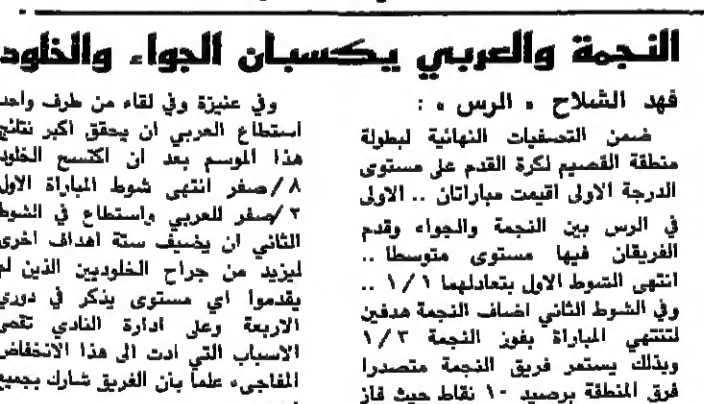 النجمة والعربي يكسبان الجواء والخلود
فهد الشلاح « الرس » :
ضمن التصفيات النهائية لبطولة
منطقة القصيم لكرة القدم على مستوى
الدرجة الاولى اقيمت مباراتان .. الاولى
في الرس بين النجمة والجواء وقدم
الفريقان فيها مستوى متوسطا ..
انتهى الشوط الاول بتعادلهما ١/١ ..
وفي الشوط الثاني اضاف النجمة هدفين
لتنتهي المباراة بفوز النجمة ١/٣
وبذلك يستمر فريق النجمة متصدرا
فرق المنطقة برصيد ١٠ نقاط حيث فاز
وفي عنيزة وفي لقاء من طرف واحد
استطاع العربي ان يحقق اكبر نتائج
هذا الموسم بعد ان اكتسح الخلود
٨/صفر انتهى شوط المباراة الاول
٢/صفر للعربي واستطاع في الشوط
الثاني ان يضيف ستة اهداف اخرى
ليزيد من جراح الخلوديين الذين لم
يقدموا اي مستوى يذكر في دوري
الاربعة وعلى ادارة النادي تقصي
الاسباب التي ادت الى هذا الانخفاض
المفاجىء علما بأن الفريق شارك بجميع